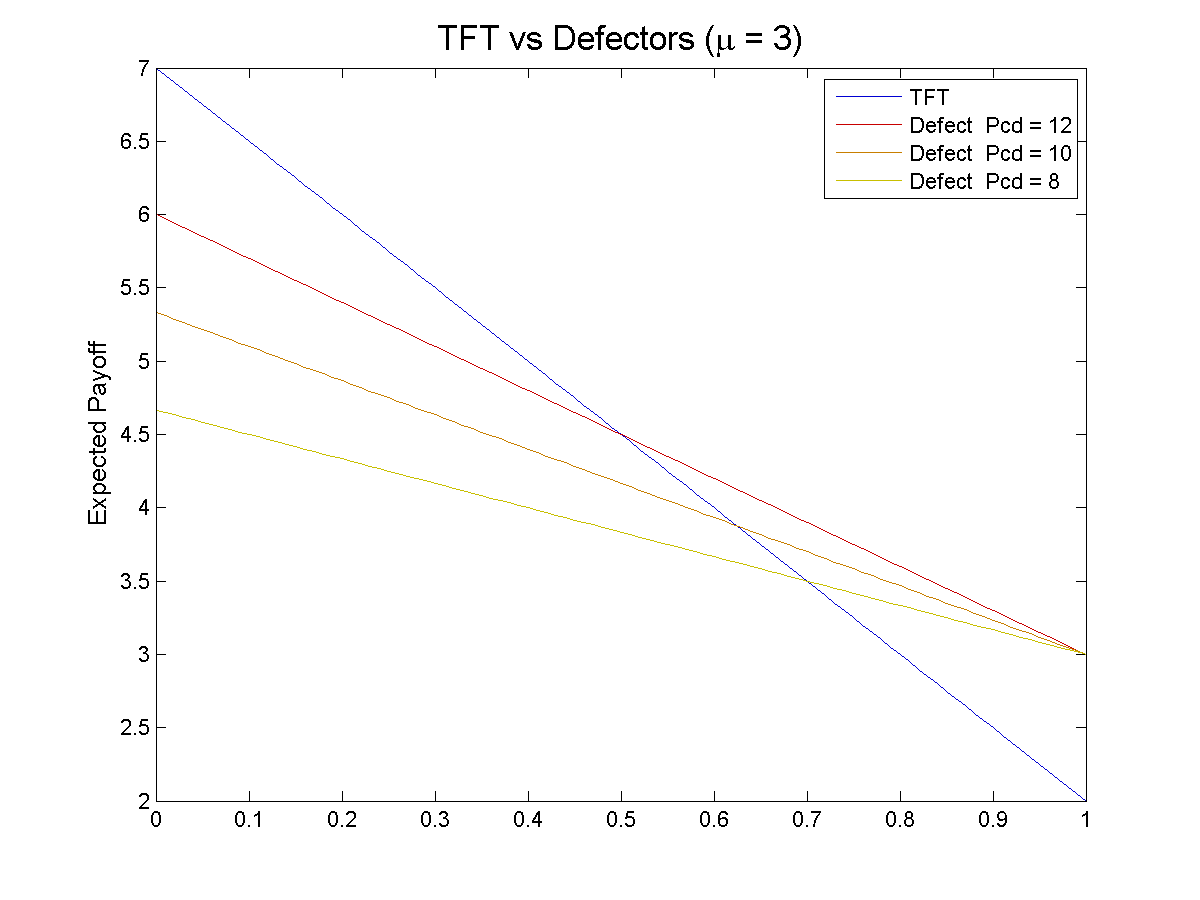 TFT vs Defectors (μ = 3)
TFT
Defect Pcd = 12
Defect Pcd = 10
Defect Pcd = 8
Expected Payoff
7
6.5
6
5.5
5
4.5
4
3.5
3
2.5
2
0 0.1 0.2 0.3 0.4 0.5 0.6 0.7 0.8 0.9 1